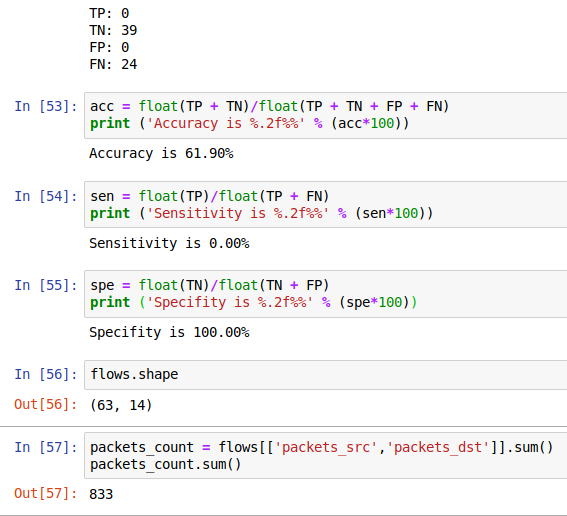 TP: 0
TN: 39
FP: 0
FN: 24
In [53]: acc = float(TP + TN)/float(TP + TN + FP + FN)
print ('Accuracy is %.2f%%' % (acc*100))
Accuracy is 61.90%
In [54]: sen = float(TP)/float(TP + FN)
print ('Sensitivity is %.2f%%' % (sen*100))
Sensitivity is 0.00%
In [55]: spe = float(TN)/float(TN + FP)
print ('Specifity is %.2f%%' % (spe*100))
Specifity is 100.00%
In [56]: flows.shape
Out[56]: (63, 14)
In [57]: packets_count = flows[['packets_src','packets_dst']].sum()
packets_count.sum()
Out[57]: 833